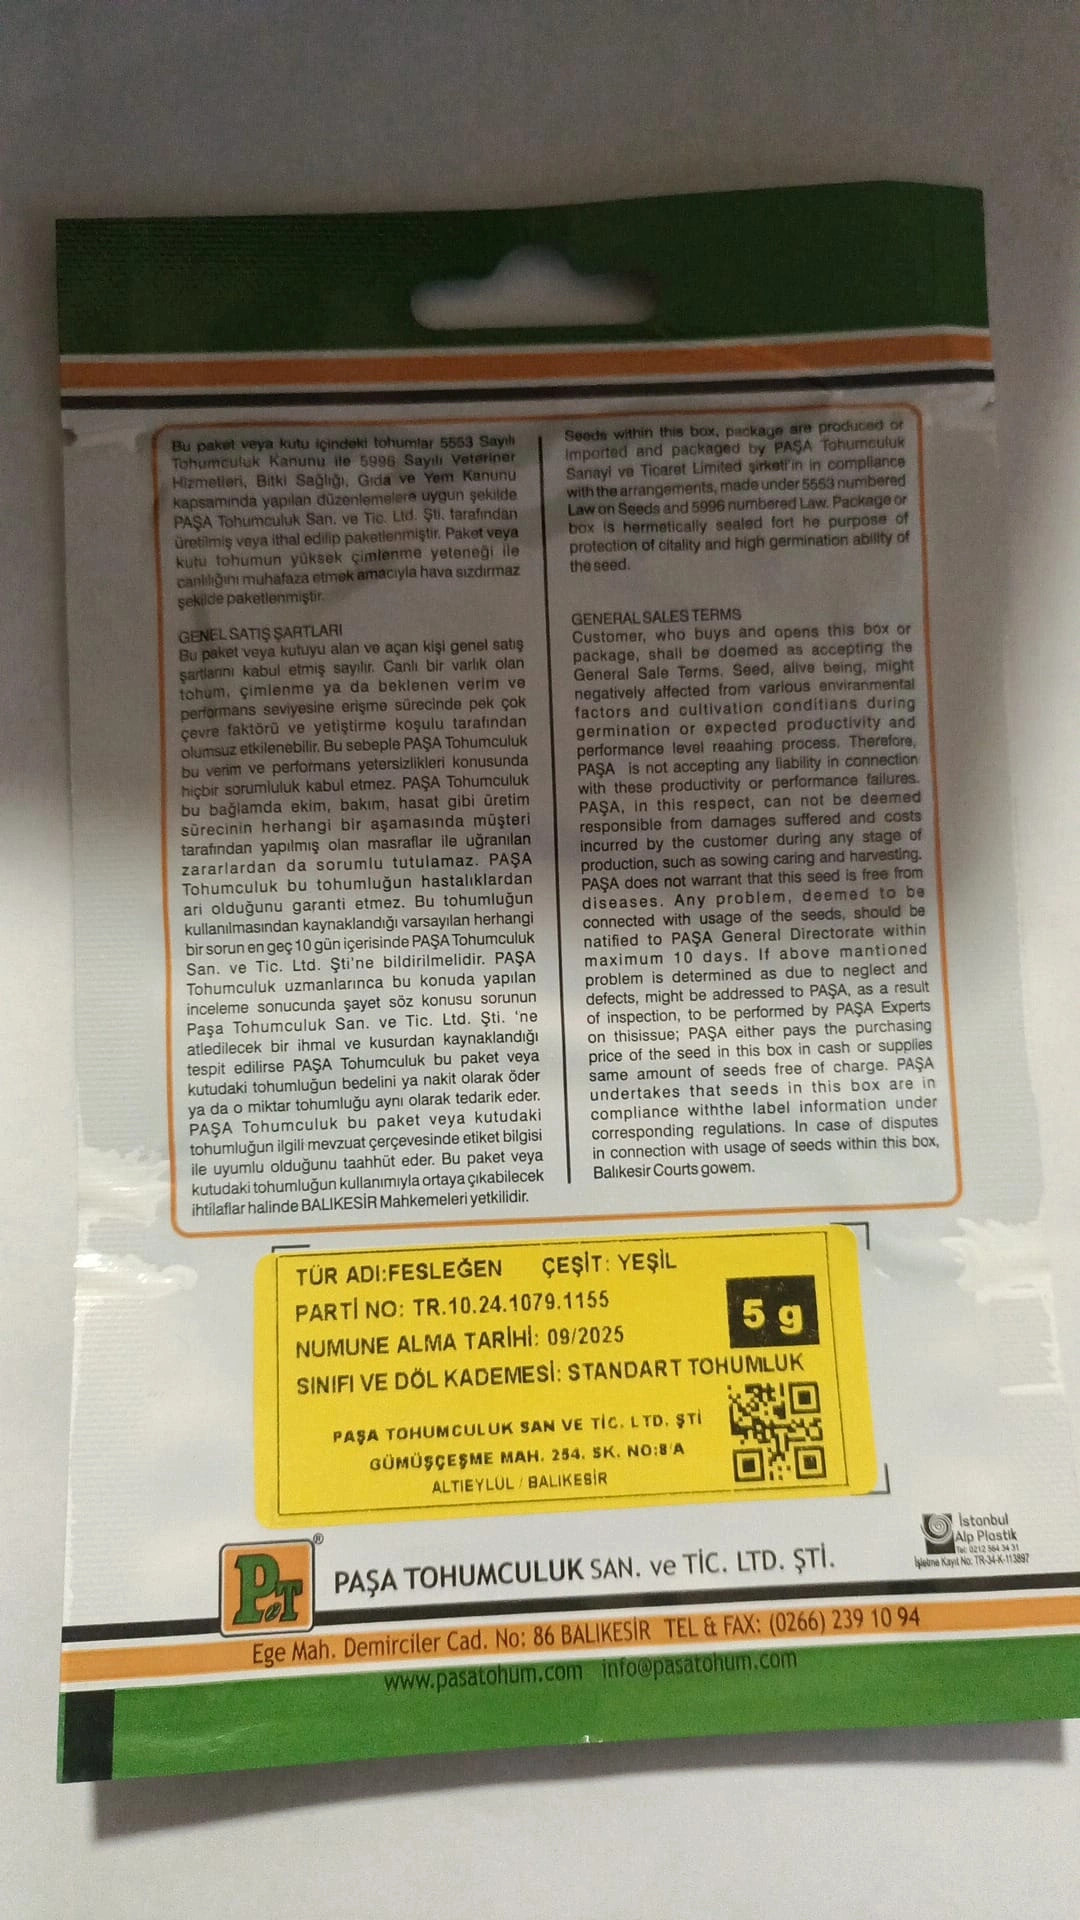 Bu paket veya kutu içindeki tohumlar 5553 Sayılı
Tohumculuk Kanunu ile 5996 Sayılı Veteriner
Hizmetleri, Bitki Sağlığı, Gıda ve Yem Kanunu
kapsamında yapılan düzenlemelere uygun şekilde
PAŞA Tohumculuk San. ve Tic. Ltd. Şti. tarafından
üretilmiş veya ithal edilip paketlenmiştir. Paket veya
kutu tohumun yüksek çimlenme yeteneği ile
canlılığını muhafaza etmek amacıyla hava sızdırmaz
şekilde paketlenmiştir.
GENEL SATIŞ ŞARTLARI
Bu paket veya kutuyu alan ve açan kişi genel satış
şartlarını kabul etmiş sayılır. Canlı bir varlık olan
tohum, çimlenme ya da beklenen verim ve
performans seviyesine erişme sürecinde pek çok
çevre faktörü ve yetiştirme koşulu tarafından
olumsuz etkilenebilir. Bu sebeple PAŞA Tohumculuk
bu verim ve performans yetersizlikleri konusunda
hiçbir sorumluluk kabul etmez. PAŞA Tohumculuk
bu bağlamda ekim, bakım, hasat gibi üretim
sürecinin herhangi bir aşamasında müşteri
tarafından yapılmış olan masraflar ile uğranılan
zararlardan da sorumlu tutulamaz. PAŞA
Tohumculuk bu tohumluğun hastalıklardan
ari olduğunu garanti etmez. Bu tohumluğun
kullanılmasından kaynaklandığı varsayılan herhangi
bir sorun en geç 10 gün içerisinde PAŞA Tohumculuk
San. ve Tic. Ltd. Şti'ne bildirilmelidir. PAŞA
Tohumculuk uzmanlarınca bu konuda yapılan
inceleme sonucunda şayet söz konusu sorunun
Paşa Tohumculuk San. ve Tic. Ltd. Şti. 'ne
atledilecek bir ihmal ve kusurdan kaynaklandığı
tespit edilirse PAŞA Tohumculuk bu paket veya
kutudaki tohumluğun bedelini ya nakit olarak öder
ya da o miktar tohumluğu aynı olarak tedarik eder.
PAŞA Tohumculuk bu paket veya kutudaki
tohumluğun ilgili mevzuat çerçevesinde etiket bilgisi
ile uyumlu olduğunu taahhüt eder. Bu paket veya
kutudaki tohumluğun kullanımıyla ortaya çıkabilecek
ihtilaflar halinde BALIKESİR Mahkemeleri yetkilidir.
Seeds within this box, package are produced or
imported and packaged by PAŞA Tohumculuk
Sanayi ve Ticaret Limited şirketi'in in compliance
with the arrangements, made under 5553 numbered
Law on Seeds and 5996 numbered Law. Package or
box is hermetically sealed fort he purpose of
protection of citality and high germination ability of
the seed.
GENERAL SALES TERMS
Customer, who buys and opens this box or
package, shall be doemed as accepting the
General Sale Terms. Seed, alive being, might
negatively affected from various enviranmental
factors and cultivation conditians during
germination or expected productivity and
performance level reaahing process. Therefore,
PAŞA is not accepting any liability in connection
with these productivity or performance failures.
PAŞA, in this respect, can not be deemed
responsible from damages suffered and costs
incurred by the customer during any stage of
production, such as sowing caring and harvesting.
PAŞA does not warrant that this seed is free from
diseases. Any problem, deemed to be
connected with usage of the seeds, should be
natified to PAŞA General Directorate within
maximum 10 days. If above mantioned
problem is determined as due to neglect and
defects, might be addressed to PAŞA, as a result
of inspection, to be performed by PAŞA Experts
on thisissue; PAŞA either pays the purchasing
price of the seed in this box in cash or supplies
same amount of seeds free of charge. PAŞA
undertakes that seeds in this box are in
compliance withthe label information under
corresponding regulations. In case of disputes
in connection with usage of seeds within this box,
Balıkesir Courts gowem.
TÜR ADI:FESLEĞEN ÇEŞİT: YEŞİL
PARTİ NO: TR.10.24.1079.1155
NUMUNE ALMA TARİHİ: 09/2025
5 g
SINIFI VE DÖL KADEMESİ: STANDART TOHUMLUK
PAŞA TOHUMCULUK SAN VE TİC. LTD. ŞTİ
GÜMÜŞÇEŞME MAH. 254. SK. NO:8/A
ALTIEYLÜL / BALIKESİR
İstanbul
Alp Plastik
Tel: 0212 564 34 31
İşletme Kayıt No: TR-34-K-113897
PeT ®
PAŞA TOHUMCULUK SAN. ve TİC. LTD. ŞTİ.
Ege Mah. Demirciler Cad. No: 86 BALIKESİR TEL & FAX: (0266) 239 10 94
www.pasatohum.com info@pasatohum.com